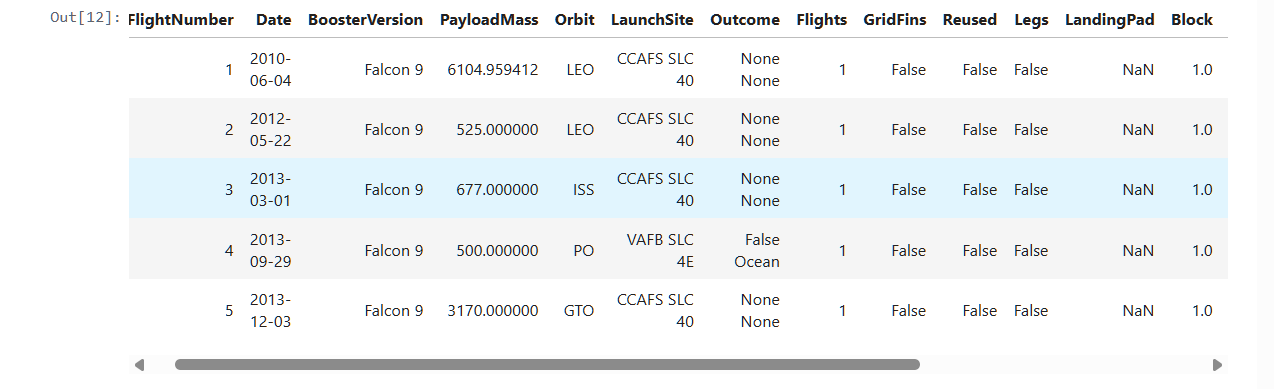 Out[12]: FlightNumber Date BoosterVersion PayloadMass Orbit LaunchSite Outcome Flights GridFins Reused Legs LandingPad Block
1 2010-06-04 Falcon 9 6104.959412 LEO CCAFS SLC 40 None None 1 False False False NaN 1.0
2 2012-05-22 Falcon 9 525.000000 LEO CCAFS SLC 40 None None 1 False False False NaN 1.0
3 2013-03-01 Falcon 9 677.000000 ISS CCAFS SLC 40 None None 1 False False False NaN 1.0
4 2013-09-29 Falcon 9 500.000000 PO VAFB SLC 4E False Ocean 1 False False False NaN 1.0
5 2013-12-03 Falcon 9 3170.000000 GTO CCAFS SLC 40 None None 1 False False False NaN 1.0